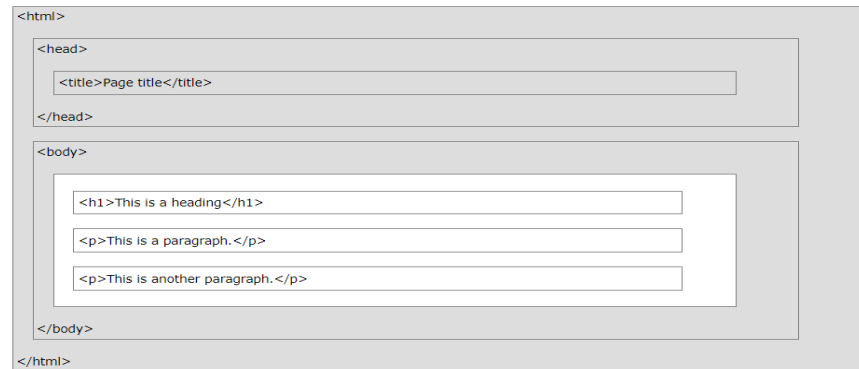 <html>
<head>
<title>Page title</title>
</head>
<body>
<h1>This is a heading</h1>
<p>This is a paragraph.</p>
<p>This is another paragraph.</p>
</body>
</html>